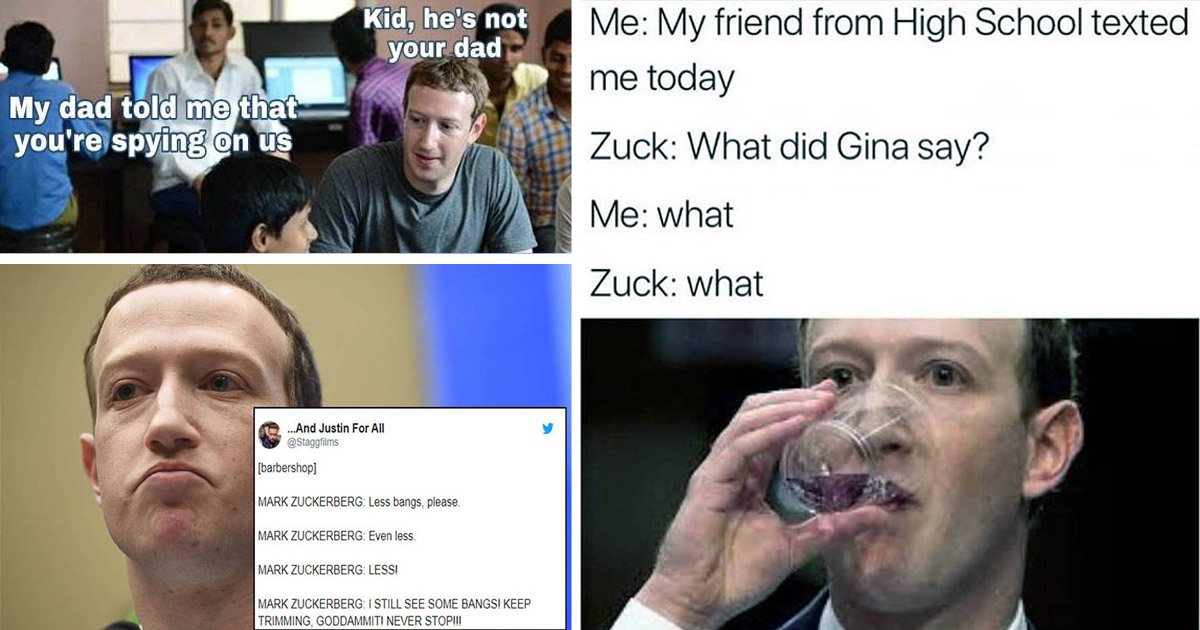 Kid, he's not
your dad
My dad told me that
you're spying on us
Me: My friend from High School texted
me today
Zuck: What did Gina say?
Me: what
Zuck: what
...And Justin For All
@Staggfilms
[barbershop]
MARK ZUCKERBERG: Less bangs, please.
MARK ZUCKERBERG: Even less.
MARK ZUCKERBERG: LESS!
MARK ZUCKERBERG: I STILL SEE SOME BANGS! KEEP
TRIMMING, GODDAMMIT! NEVER STOP!!!